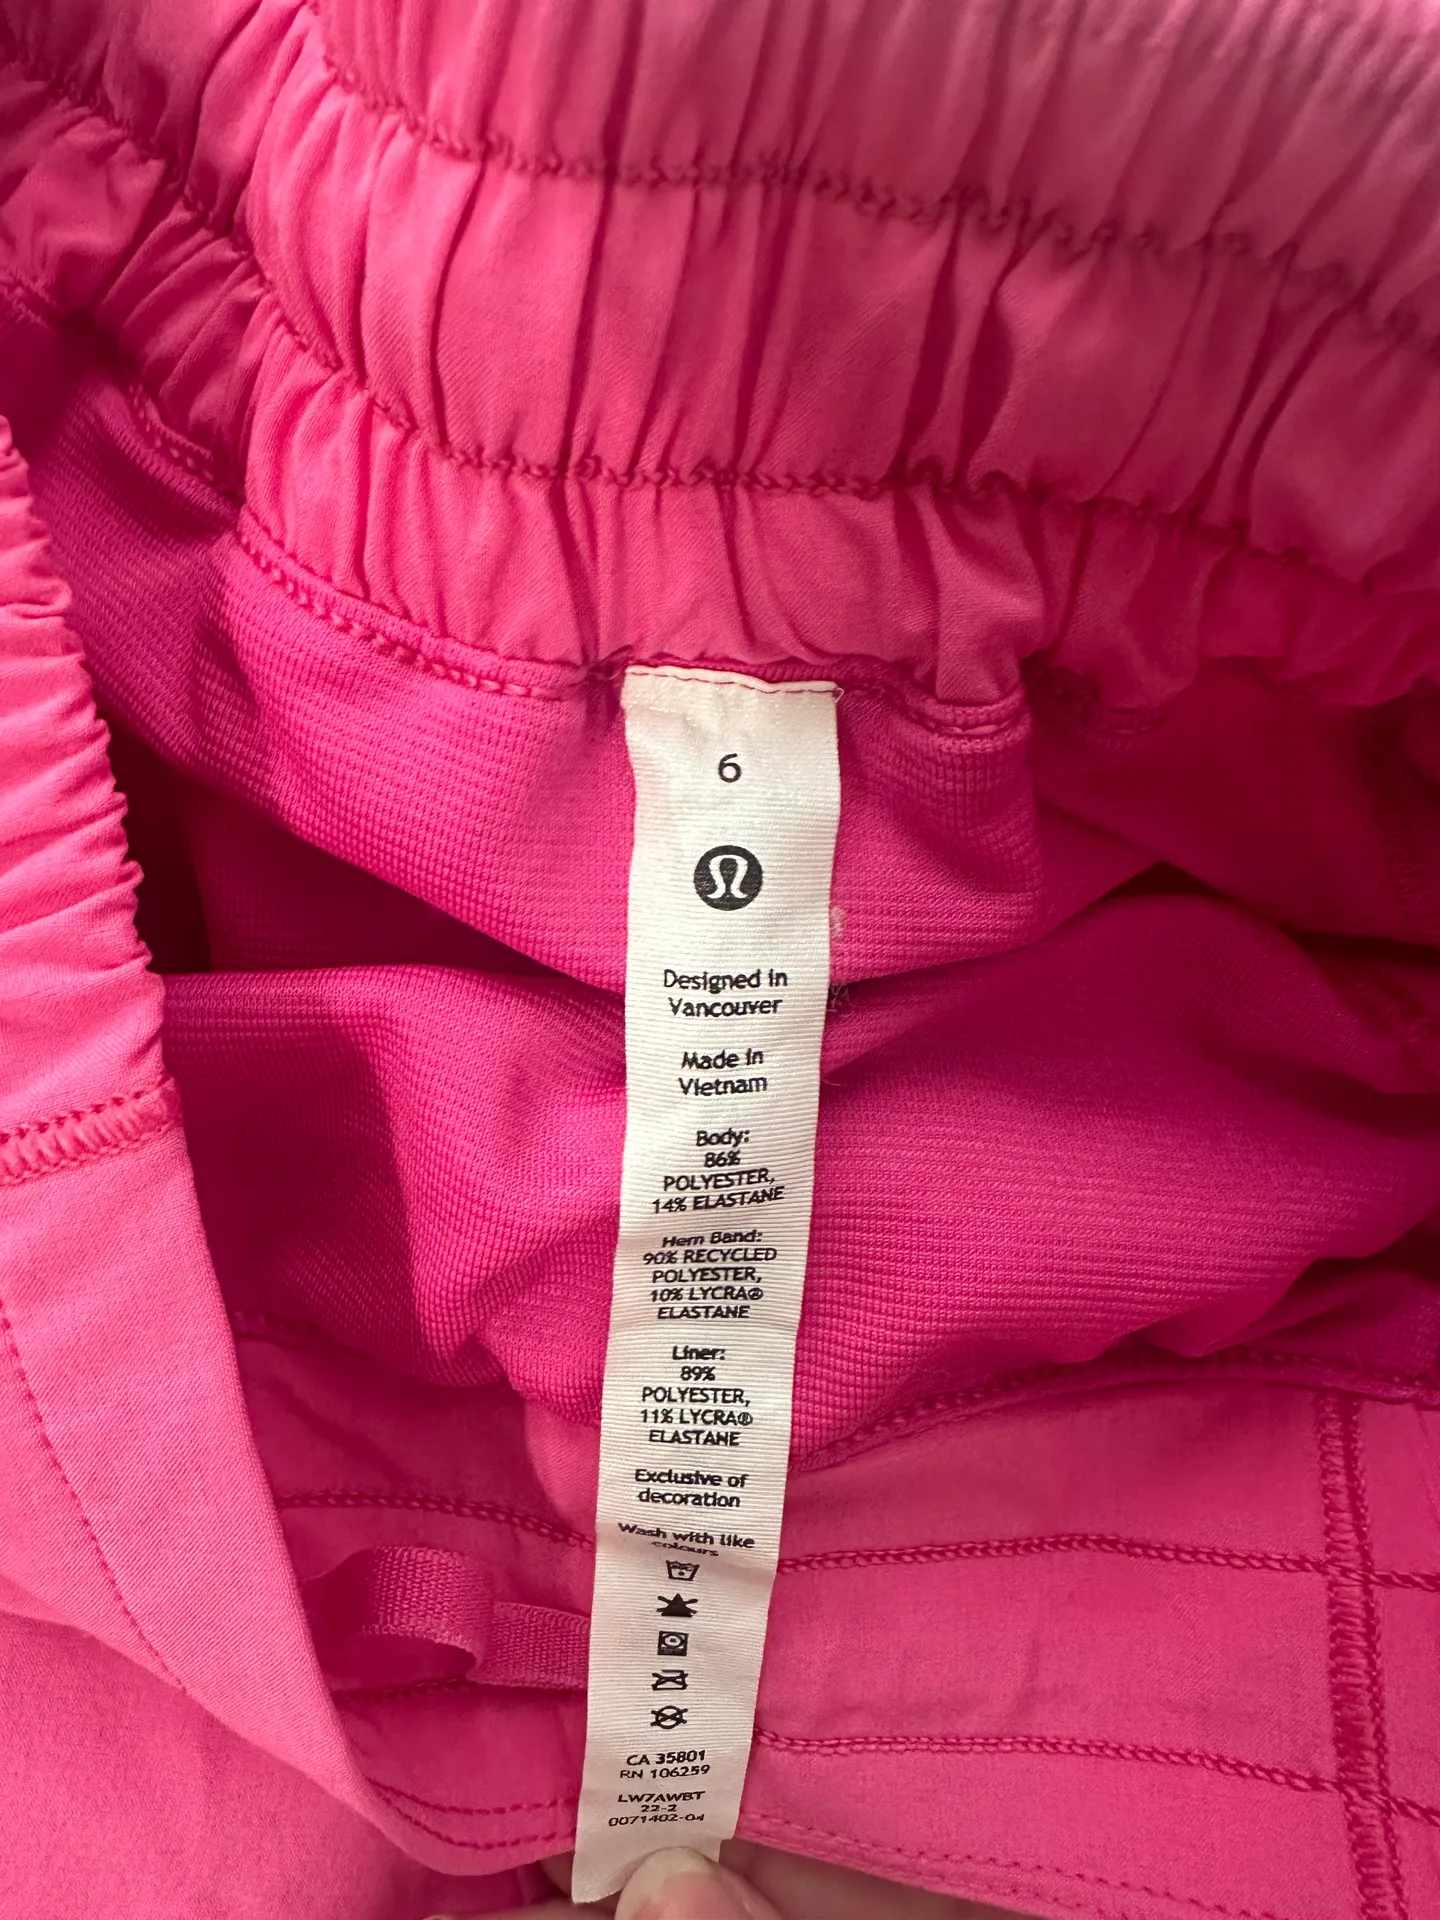 6
Designed in
Vancouver
Made in
Vietnam
Body:
86%
POLYESTER,
14% ELASTANE
Hem Band:
90% RECYCLED
POLYESTER,
10% LYCRA®
ELASTANE
Liner:
89%
POLYESTER,
11% LYCRA®
ELASTANE
Exclusive of
decoration
Wash with like
colours
CA 35801
RN 106259
LW7AWBT
22-2
0071402-04